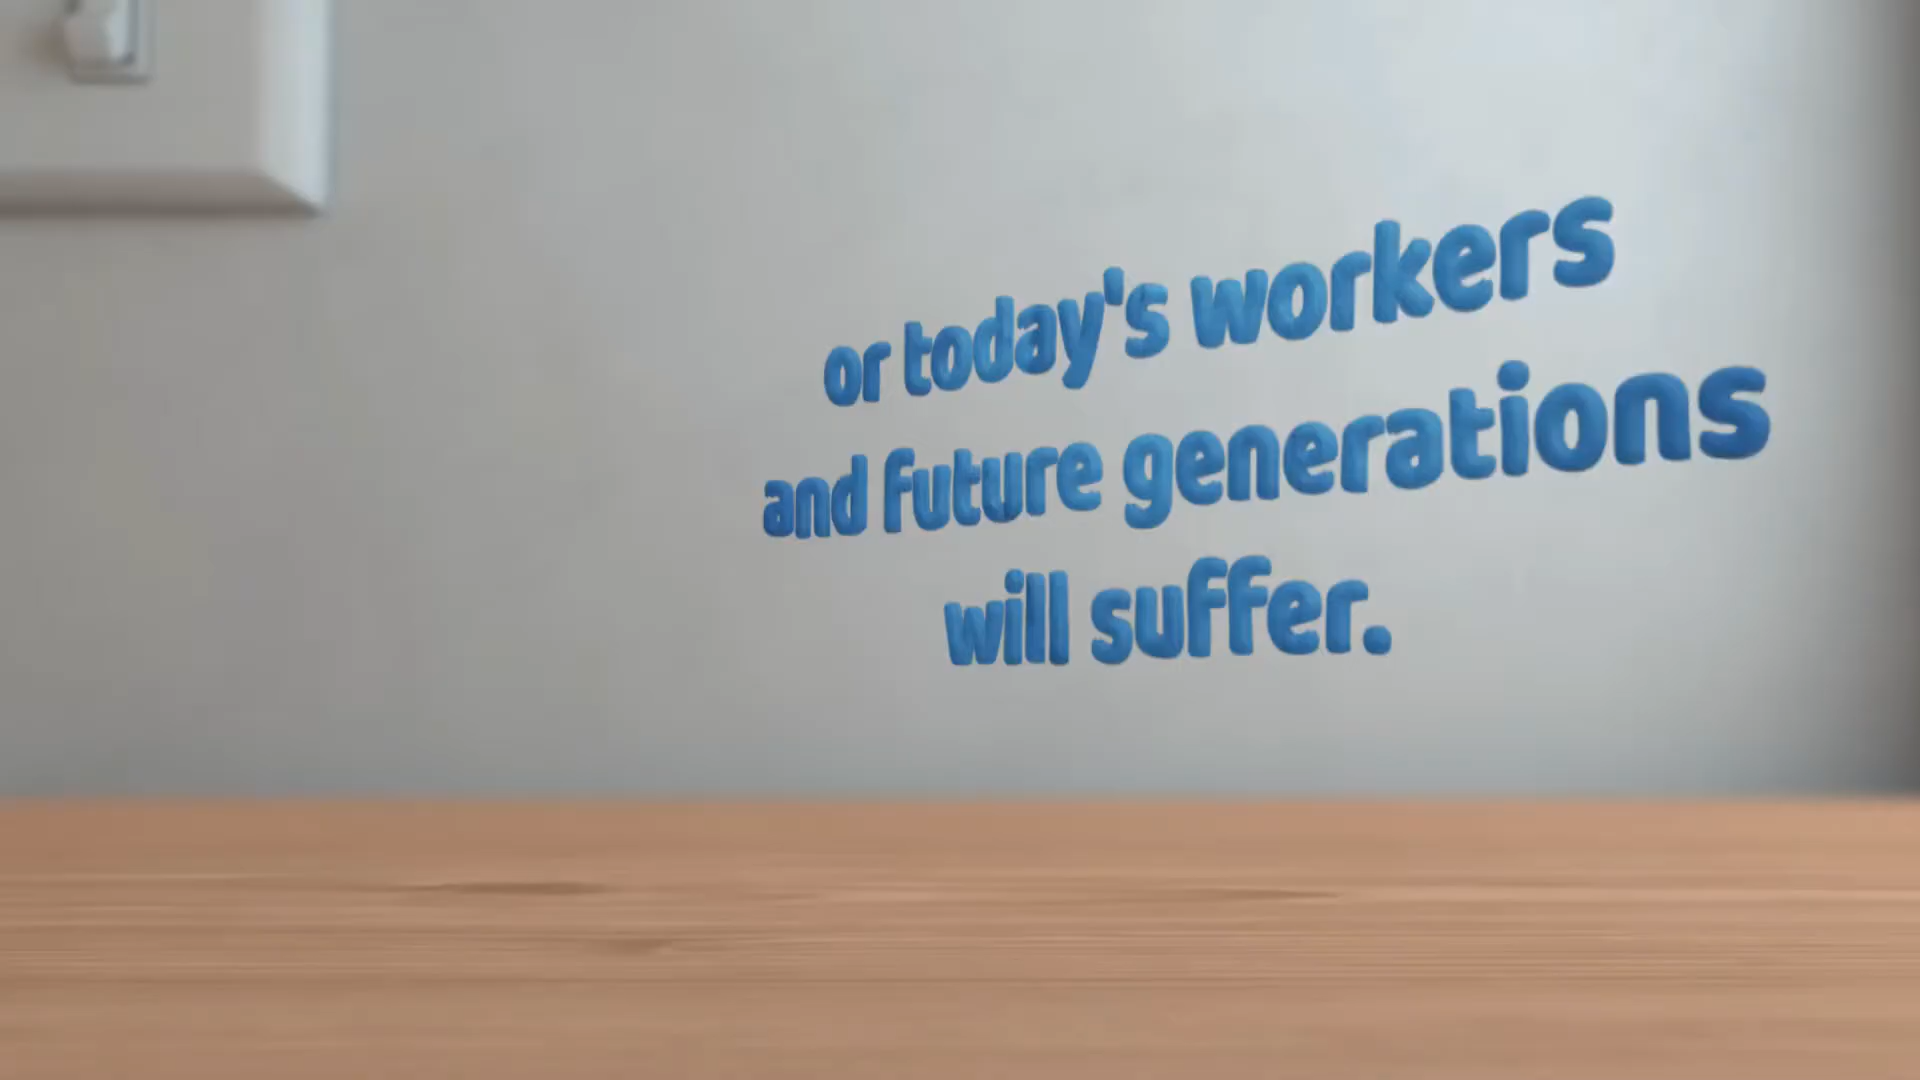 or today's workers
and future generations
will suffer.